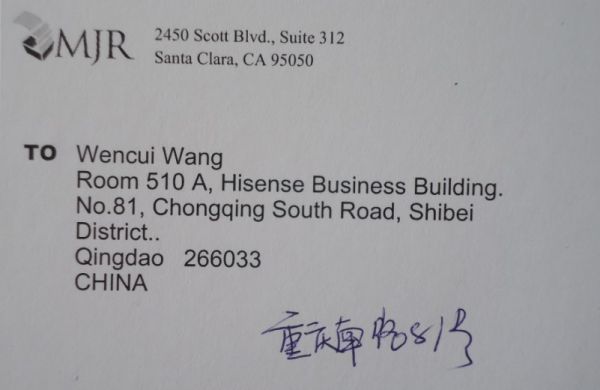 MJR
2450 Scott Blvd., Suite 312
Santa Clara, CA 95050
TO Wencui Wang
Room 510 A, Hisense Business Building.
No.81, Chongqing South Road, Shibei
District..
Qingdao 266033
CHINA
重庆南路81号